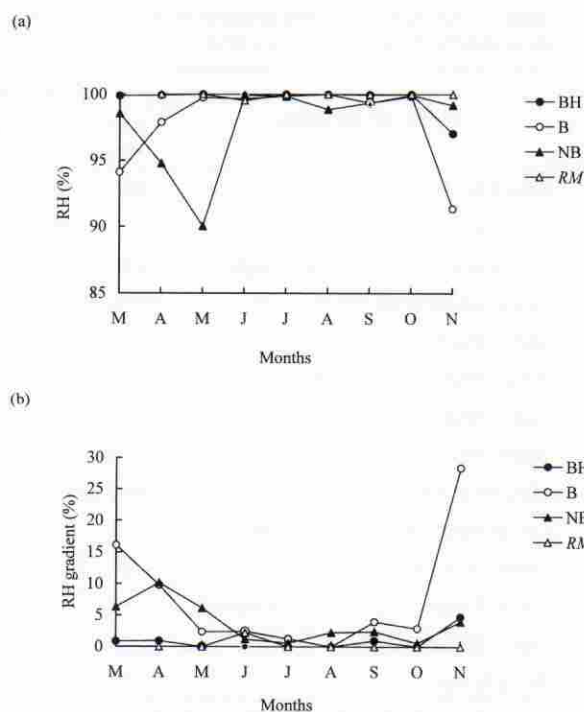 (a)
100
95
90
85
RH (%)
M A M J J A S O N
Months
BH
B
NB
RM
(b)
30
25
20
15
10
5
0
RH gradient (%)
M A M J J A S O N
Months
BH
B
NB
RM